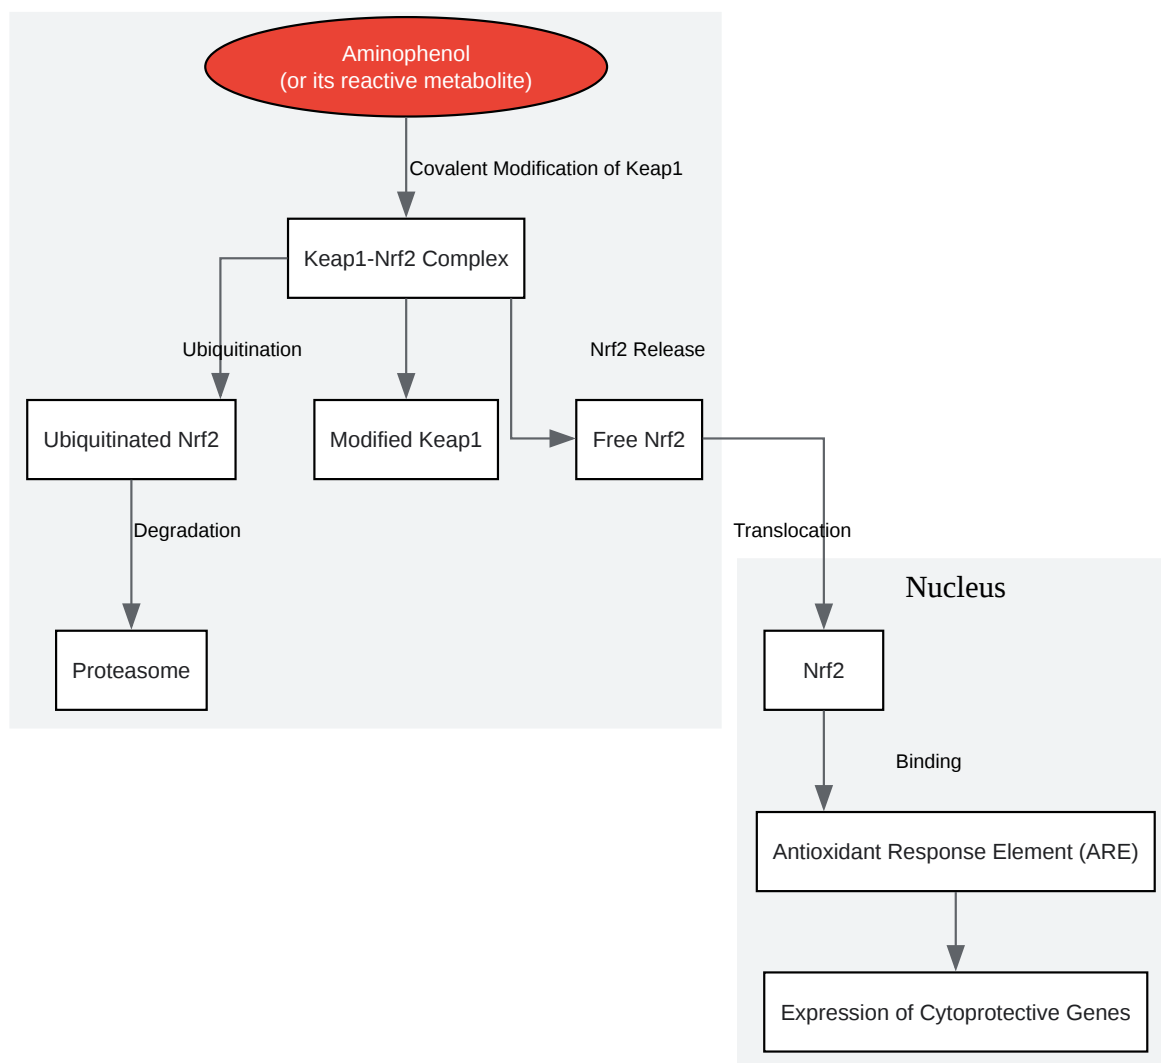 Aminophenol
(or its reactive metabolite)
Covalent Modification of Keap1
Keap1-Nrf2 Complex
Ubiquitination
Nrf2 Release
Ubiquitinated Nrf2
Modified Keap1
Free Nrf2
Degradation
Translocation
Nucleus
Proteasome
Nrf2
Binding
Antioxidant Response Element (ARE)
Expression of Cytoprotective Genes